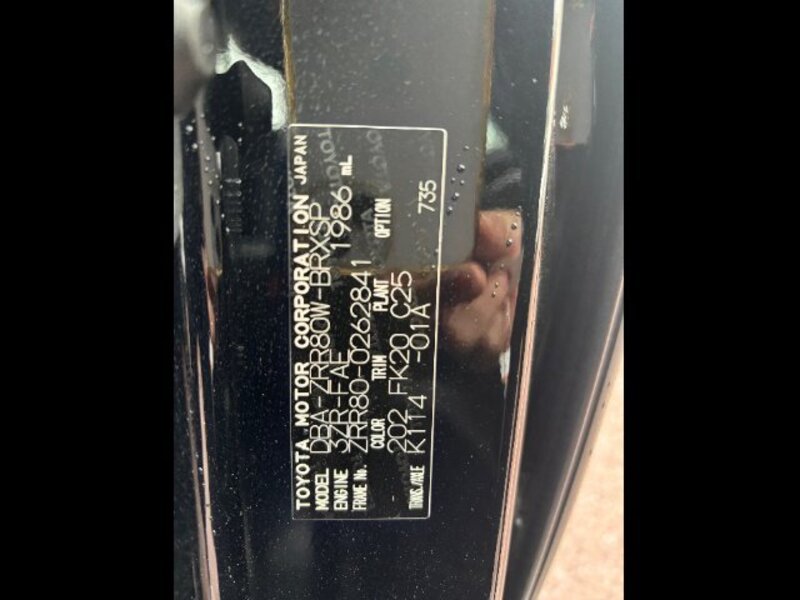 TOYOTA MOTOR CORPORATION JAPAN
MODEL DBA-ZRR80W-BRXSP
ENGINE 3ZR-FAE 1986 mL
FRAME No. ZRR80-0262841
COLOR TRIM PLANT OPTION
202 FK20 C25
TRANS./AXLE K114 -01A 735